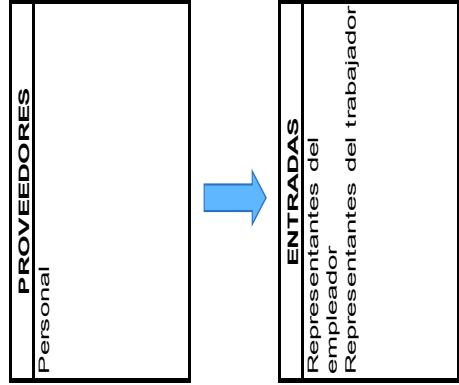 PROVEEDORES
Personal
ENTRADAS
Representantes del
empleador
Representantes del trabajador